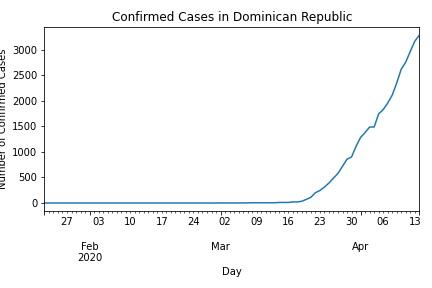 Confirmed Cases in Dominican Republic
Number of Confirmed Cases
3000
2500
2000
1500
1000
500
0
27 03 10 17 24 02 09 16 23 30 06 13
Feb Mar Apr
2020
Day